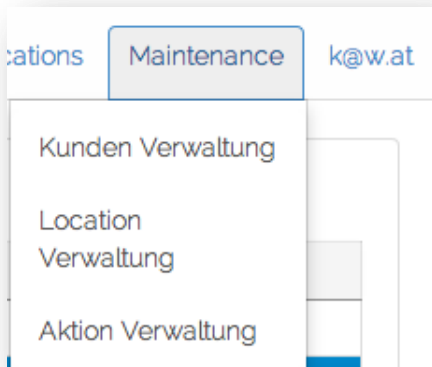 cations Maintenance k@w.at
Kunden Verwaltung
Location
Verwaltung
Aktion Verwaltung